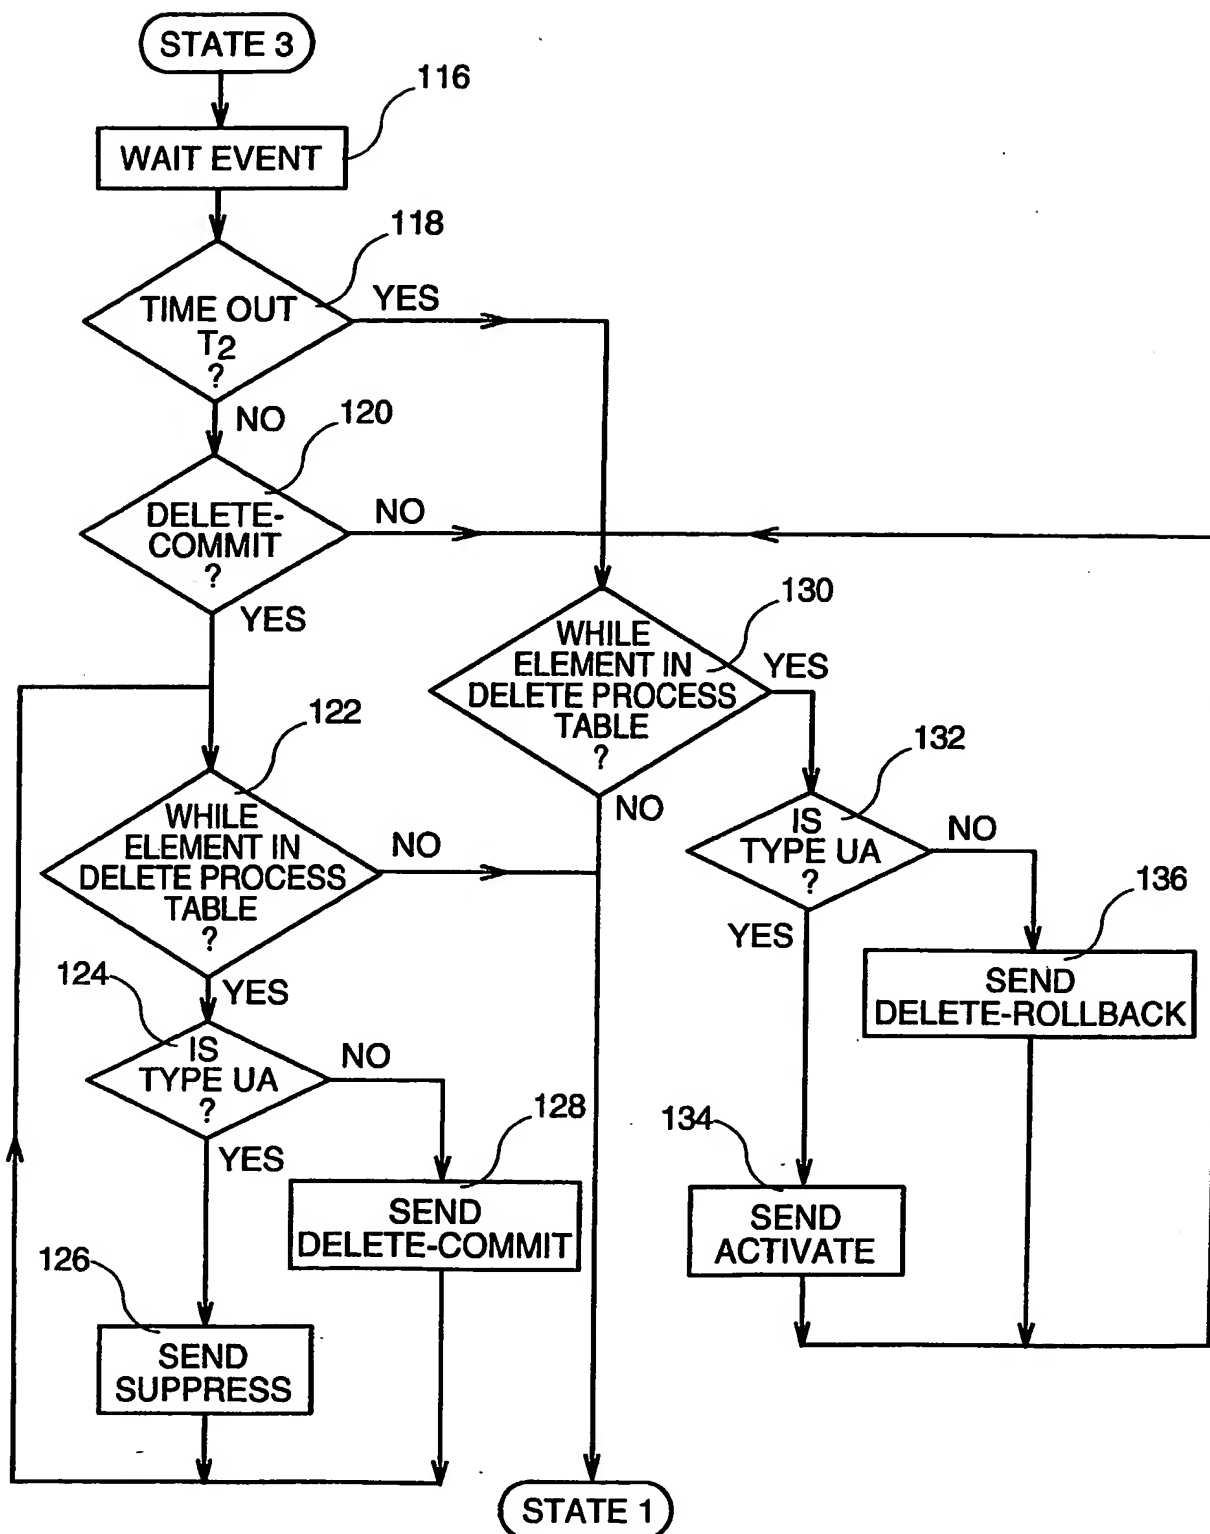 STATE 3
116
WAIT EVENT
118
TIME OUT
T2
?
YES
NO
120
DELETE-
COMMIT
?
NO
YES
130
WHILE
ELEMENT IN
DELETE PROCESS
TABLE
?
YES
NO
122
WHILE
ELEMENT IN
DELETE PROCESS
TABLE
?
NO
YES
132
IS
TYPE UA
?
NO
YES
136
SEND
DELETE-ROLLBACK
124
IS
TYPE UA
?
NO
YES
128
SEND
DELETE-COMMIT
134
SEND
ACTIVATE
126
SEND
SUPPRESS
STATE 1